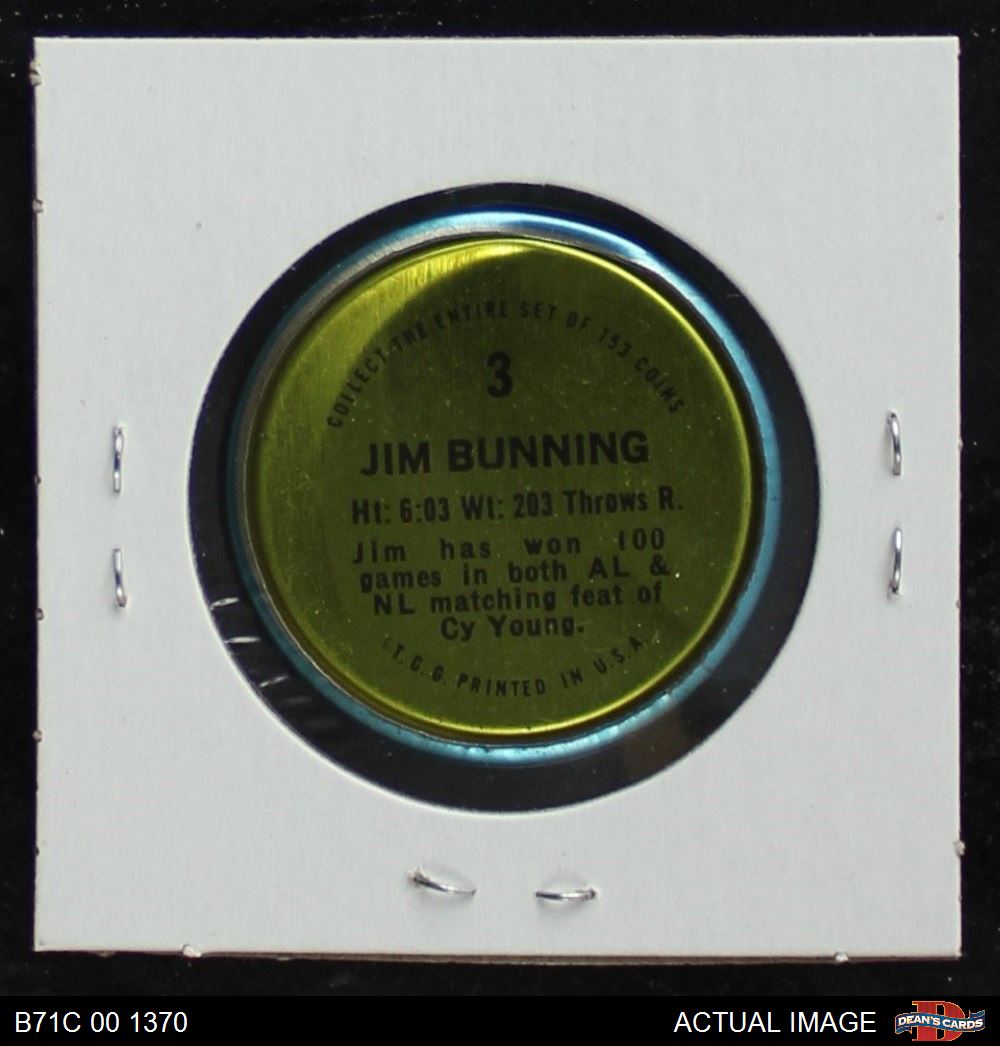 COLLECT THE ENTIRE SET OF 153 COINS
3
JIM BUNNING
Ht: 6:03 Wt: 203 Throws R.
Jim has won 100
games in both AL &
NL matching feat of
Cy Young.
T.C.G. PRINTED IN U.S.A.
B71C 00 1370
ACTUAL IMAGE
DEAN'S CARDS